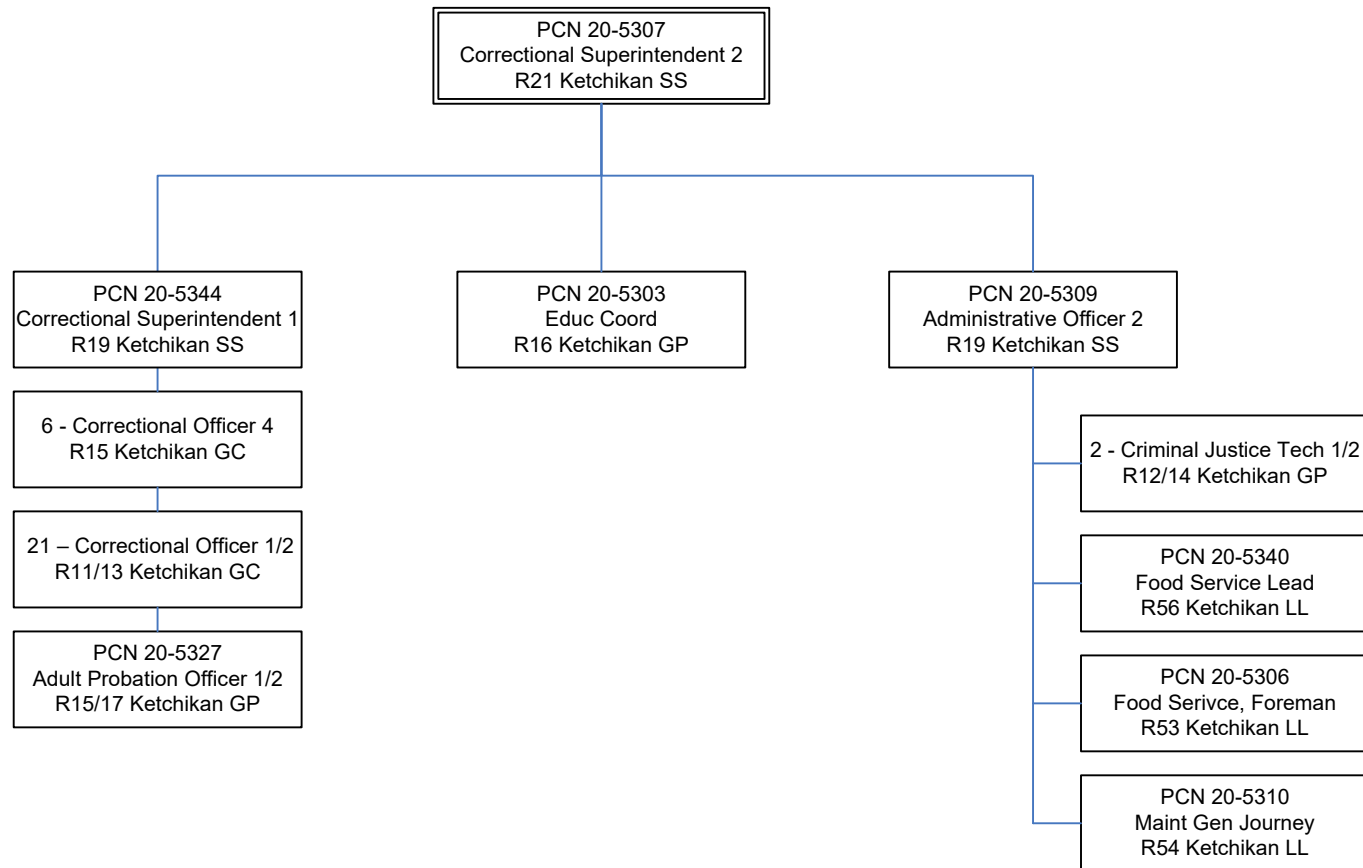 PCN 20-5307
Correctional Superintendent 2
R21 Ketchikan SS
PCN 20-5344
Correctional Superintendent 1
R19 Ketchikan SS
6 - Correctional Officer 4
R15 Ketchikan GC
21 – Correctional Officer 1/2
R11/13 Ketchikan GC
PCN 20-5327
Adult Probation Officer 1/2
R15/17 Ketchikan GP
PCN 20-5303
Educ Coord
R16 Ketchikan GP
PCN 20-5309
Administrative Officer 2
R19 Ketchikan SS
2 - Criminal Justice Tech 1/2
R12/14 Ketchikan GP
PCN 20-5340
Food Service Lead
R56 Ketchikan LL
PCN 20-5306
Food Serivce, Foreman
R53 Ketchikan LL
PCN 20-5310
Maint Gen Journey
R54 Ketchikan LL